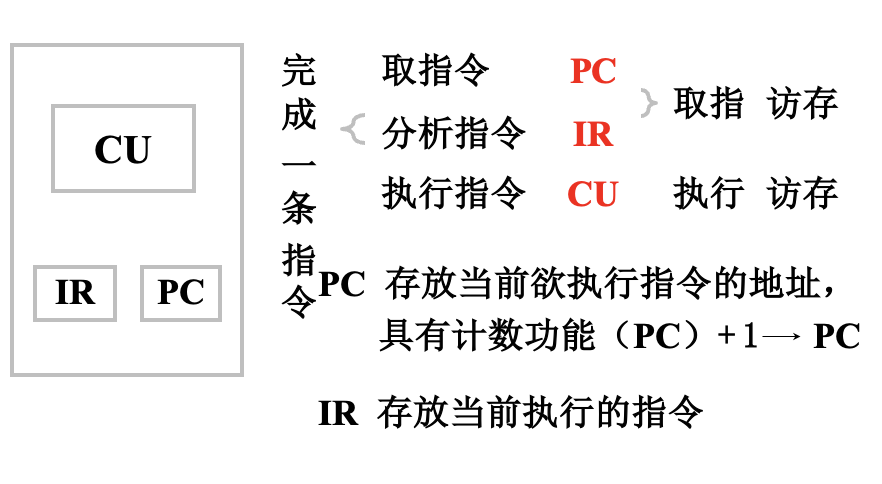 CU
IR PC
完成一条指令
取指令 PC
分析指令 IR
取指 访存
执行指令 CU 执行 访存
PC 存放当前欲执行指令的地址，
具有计数功能（PC）+1→ PC
IR 存放当前执行的指令